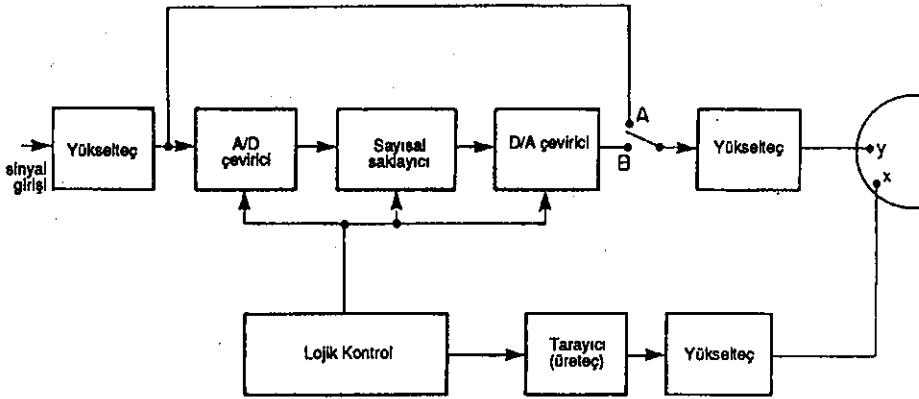 A
B
Yükselteç
A/D
çevirici
Sayısal
saklayıcı
D/A çevirici
Yükselteç
y
x
sinyal
girişi
Lojik Kontrol
Tarayıcı
(üreteç)
Yükselteç